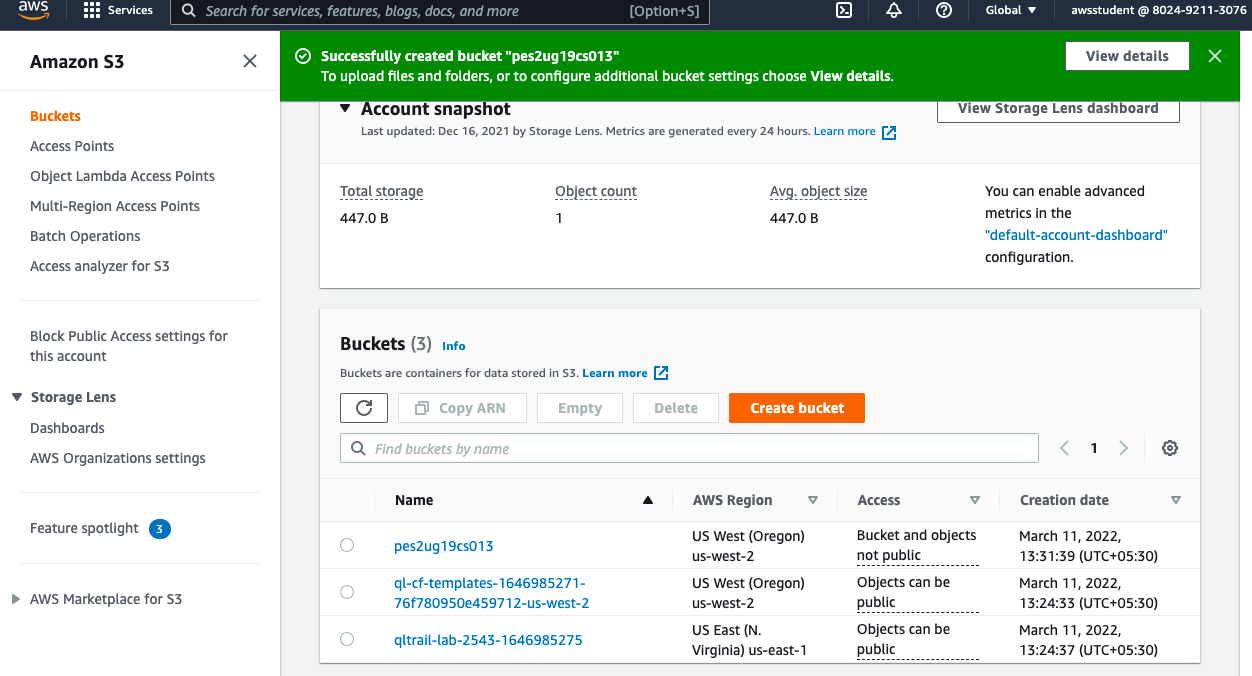 aws
Services
Search for services, features, blogs, docs, and more
[Option+S]
Global
awsstudent @ 8024-9211-3076
Amazon S3
Buckets
Access Points
Object Lambda Access Points
Multi-Region Access Points
Batch Operations
Access analyzer for S3
Block Public Access settings for
this account
Storage Lens
Dashboards
AWS Organizations settings
Feature spotlight 3
AWS Marketplace for S3
Successfully created bucket "pes2ug19cs013"
To upload files and folders, or to configure additional bucket settings choose View details.
View details
Account snapshot
Last updated: Dec 16, 2021 by Storage Lens. Metrics are generated every 24 hours. Learn more
View Storage Lens dashboard
Total storage
447.0 B
Object count
1
Avg. object size
447.0 B
You can enable advanced
metrics in the
"default-account-dashboard"
configuration.
Buckets (3) Info
Buckets are containers for data stored in S3. Learn more
Copy ARN
Empty
Delete
Create bucket
Find buckets by name
1
Name
AWS Region
Access
Creation date
pes2ug19cs013
US West (Oregon)
us-west-2
Bucket and objects
not public
March 11, 2022,
13:31:39 (UTC+05:30)
ql-cf-templates-1646985271-
76f780950e459712-us-west-2
US West (Oregon)
us-west-2
Objects can be
public
March 11, 2022,
13:24:33 (UTC+05:30)
qltrail-lab-2543-1646985275
US East (N.
Virginia) us-east-1
Objects can be
public
March 11, 2022,
13:24:37 (UTC+05:30)